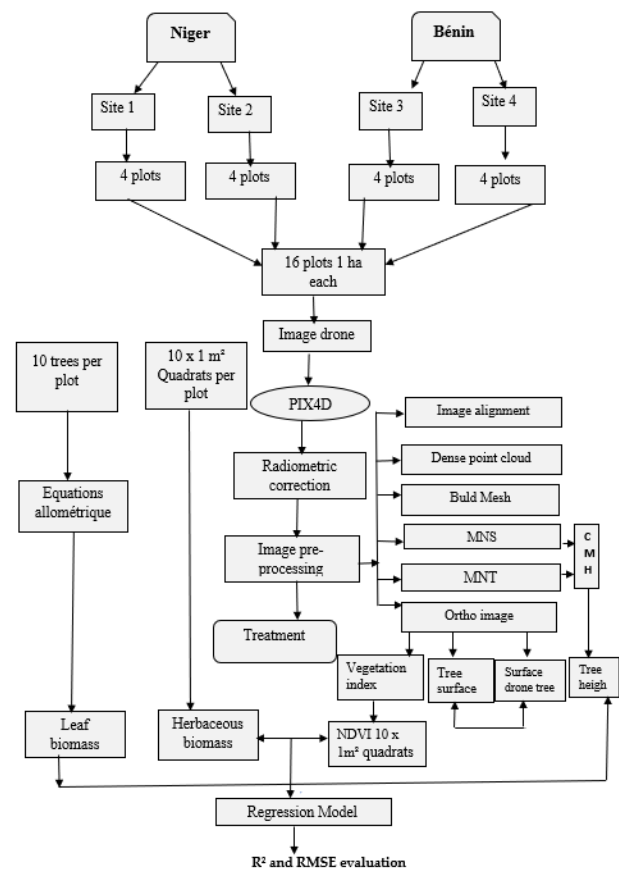 Niger
Bénin
Site 1
Site 2
Site 3
Site 4
4 plots
4 plots
4 plots
4 plots
16 plots 1 ha
each
Image drone
10 trees per
plot
10 x 1 m²
Quadrats per
plot
PIX4D
Image alignment
Radiometric
correction
Dense point cloud
Equations
allométrique
Buld Mesh
MNS
C
M
H
Image pre-
processing
MNT
Ortho image
Treatment
Vegetation
index
Tree
surface
Surface
drone tree
Tree
heigh
Leaf
biomass
Herbaceous
biomass
NDVI 10 x
1m² quadrats
Regression Model
R² and RMSE evaluation